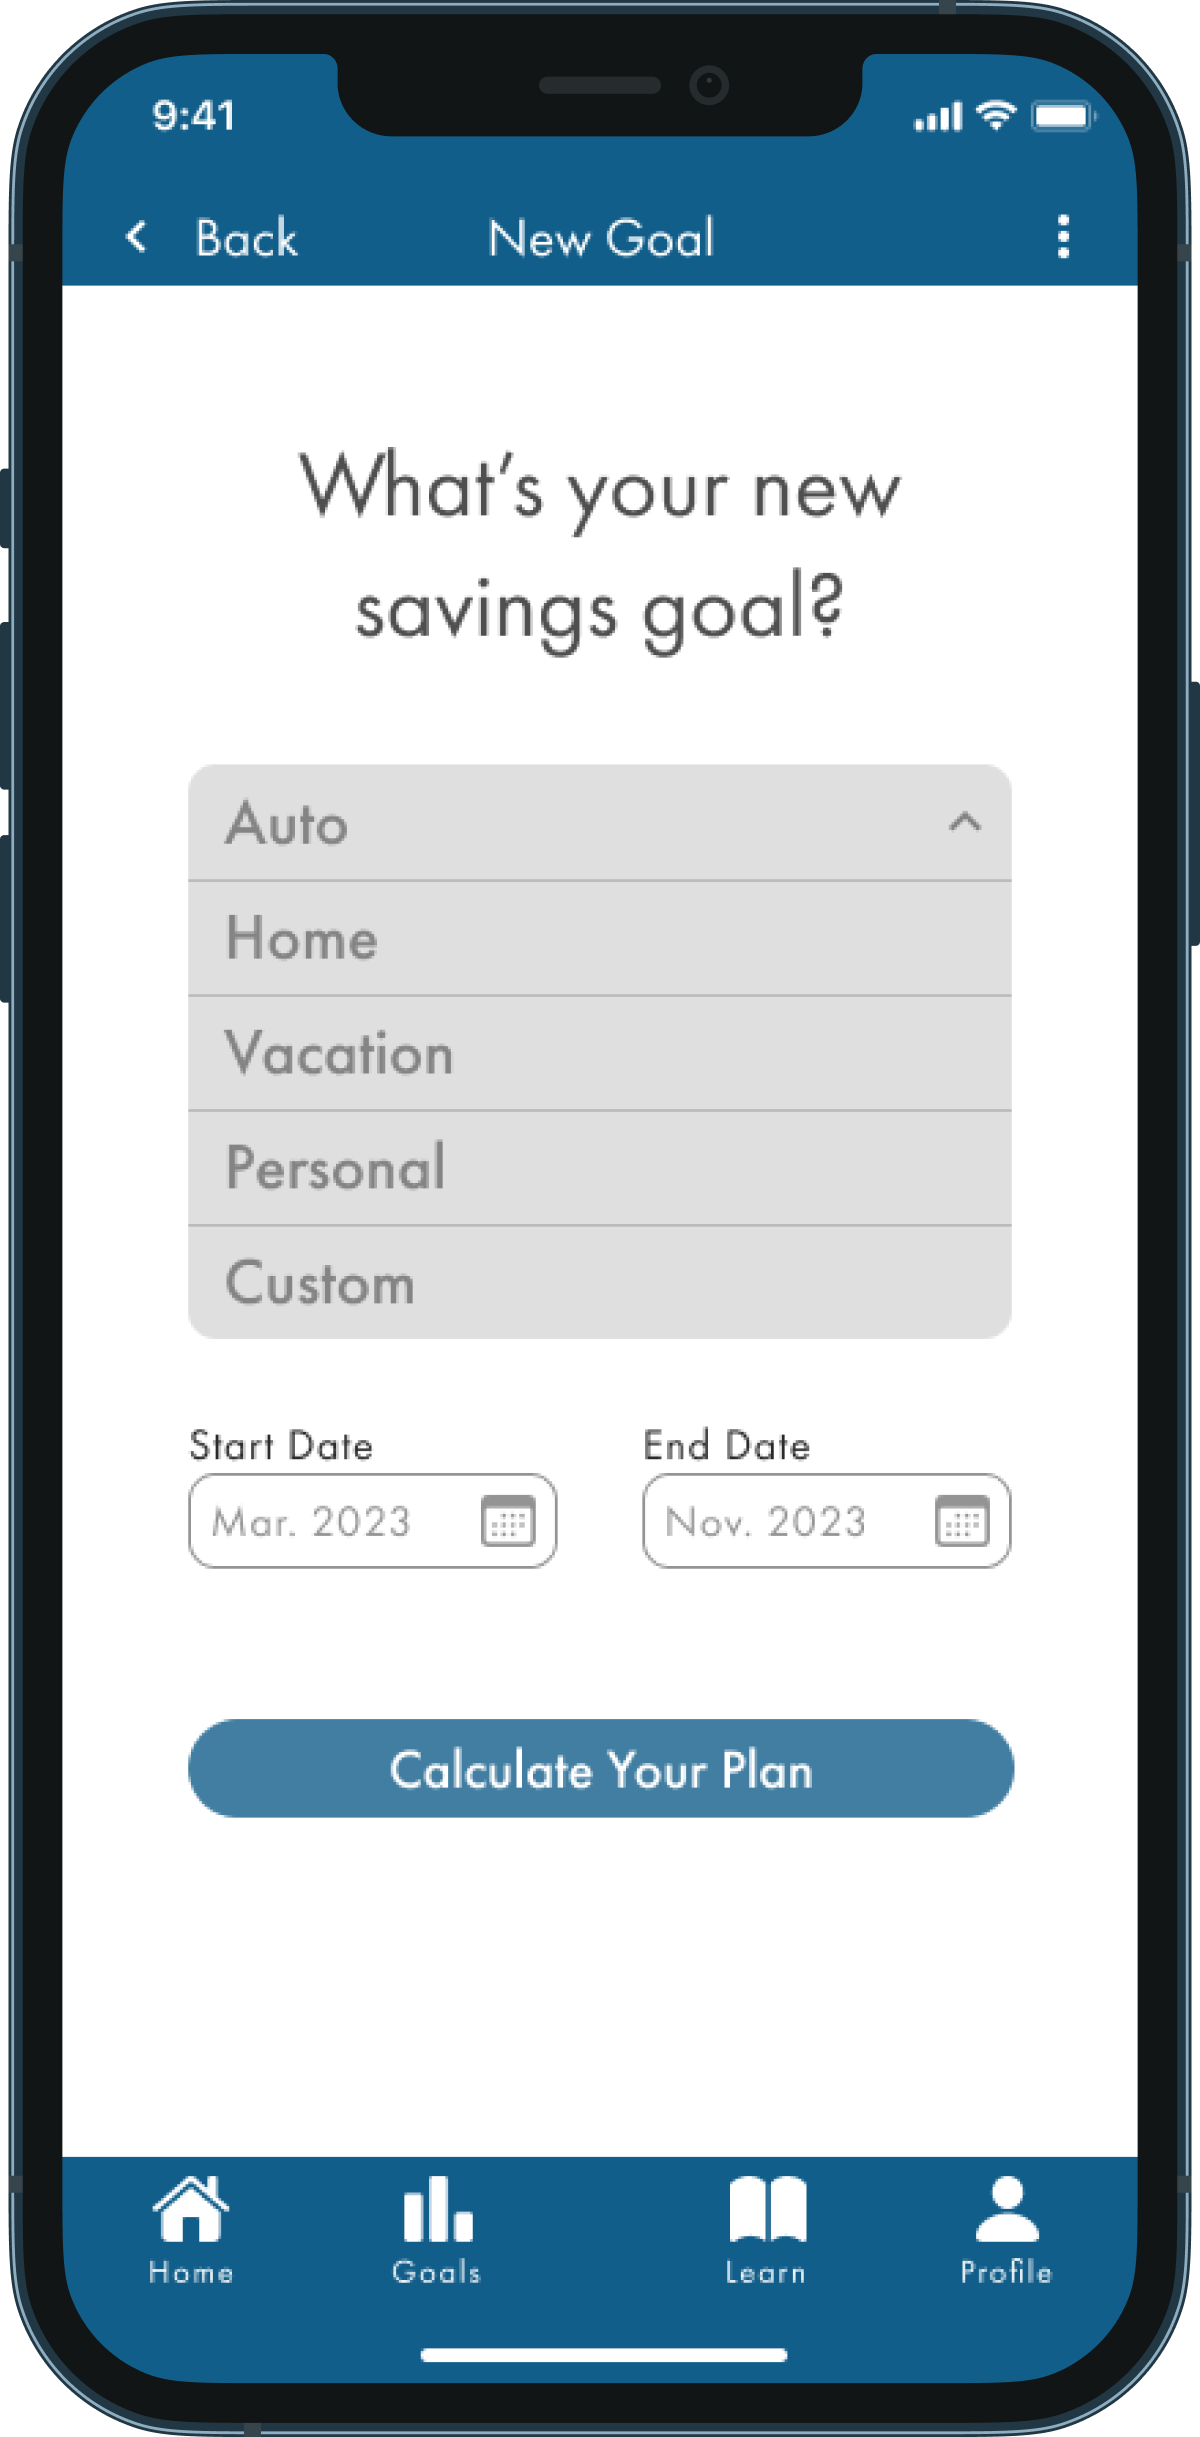 9:41
Back New Goal
What's your new
savings goal?
Auto
Home
Vacation
Personal
Custom
Start Date End Date
Mar. 2023 Nov. 2023
Calculate Your Plan
Home Goals Learn Profile